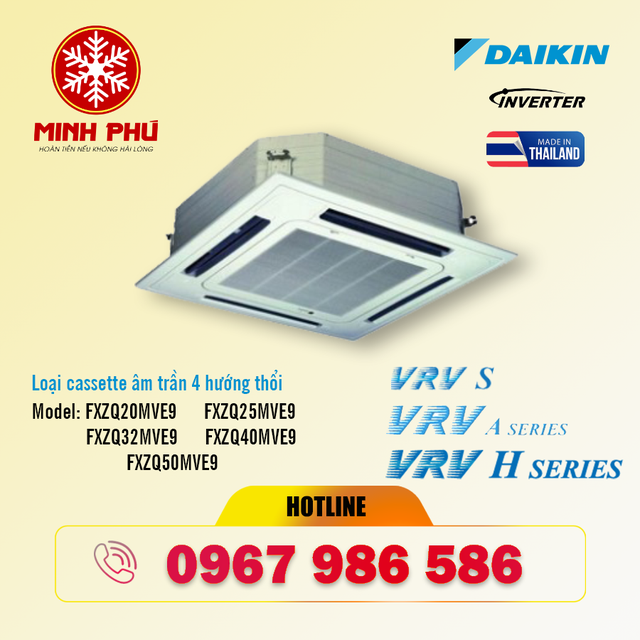 MINH PHÚ
HOÀN TIỀN NẾU KHÔNG HÀI LÒNG
DAIKIN
INVERTER
MADE IN
THAILAND
Loại cassette âm trần 4 hướng thổi
Model: FXZQ20MVE9 FXZQ25MVE9
FXZQ32MVE9 FXZQ40MVE9
FXZQ50MVE9
VRV S
VRV A SERIES
VRV H SERIES
HOTLINE
0967 986 586